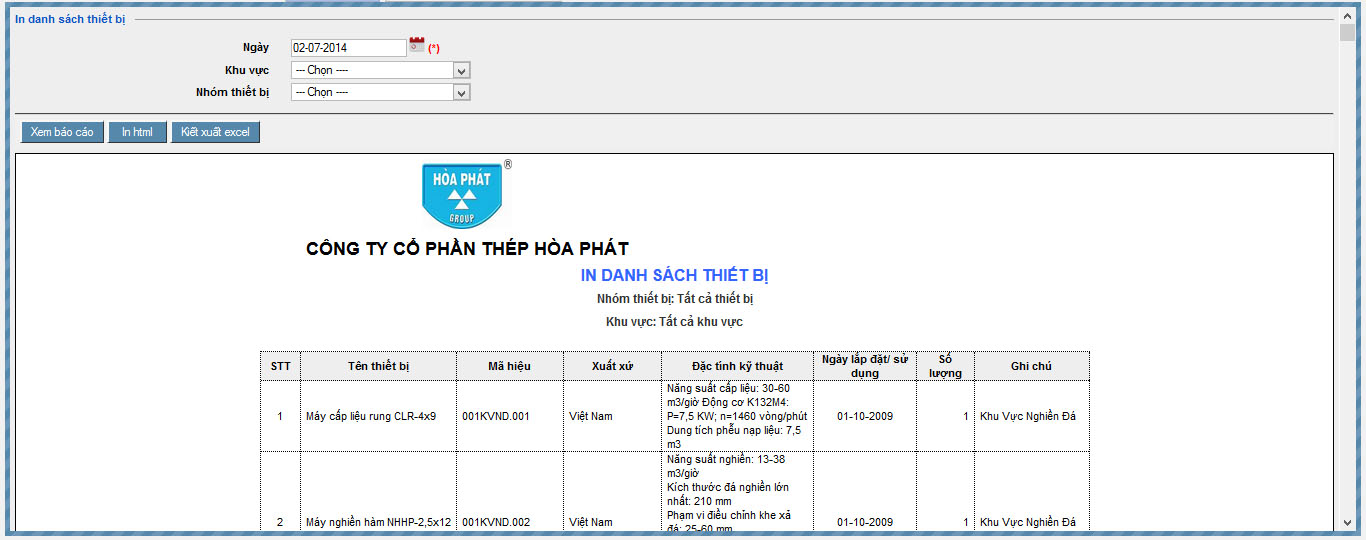 In danh sách thiết bị
Ngày 02-07-2014 (*)
Khu vực --- Chọn ----
Nhóm thiết bị --- Chọn ----
Xem báo cáo In html Kiết xuất excel
HÒA PHÁT ®
GROUP
CÔNG TY CỔ PHẦN THÉP HÒA PHÁT
IN DANH SÁCH THIẾT BỊ
Nhóm thiết bị: Tất cả thiết bị
Khu vực: Tất cả khu vực
STT Tên thiết bị Mã hiệu Xuất xứ Đặc tính kỹ thuật Ngày lắp đặt/ sử dụng Số lượng Ghi chú
Năng suất cấp liệu: 30-60
m3/giờ Động cơ K132M4:
1 Máy cấp liệu rung CLR-4x9 001KVND.001 Việt Nam P=7,5 KW; n=1460 vòng/phút 01-10-2009 1 Khu Vực Nghiền Đá
Dung tích phễu nạp liệu: 7,5
m3
Năng suất nghiền: 13-38
m3/giờ
Kích thước đá nghiền lớn
nhất: 210 mm
Phạm vi điều chỉnh khe xả
2 Máy nghiền hàm NHHP-2,5x12 001KVND.002 Việt Nam đá: 25-60 mm 01-10-2009 1 Khu Vực Nghiền Đá